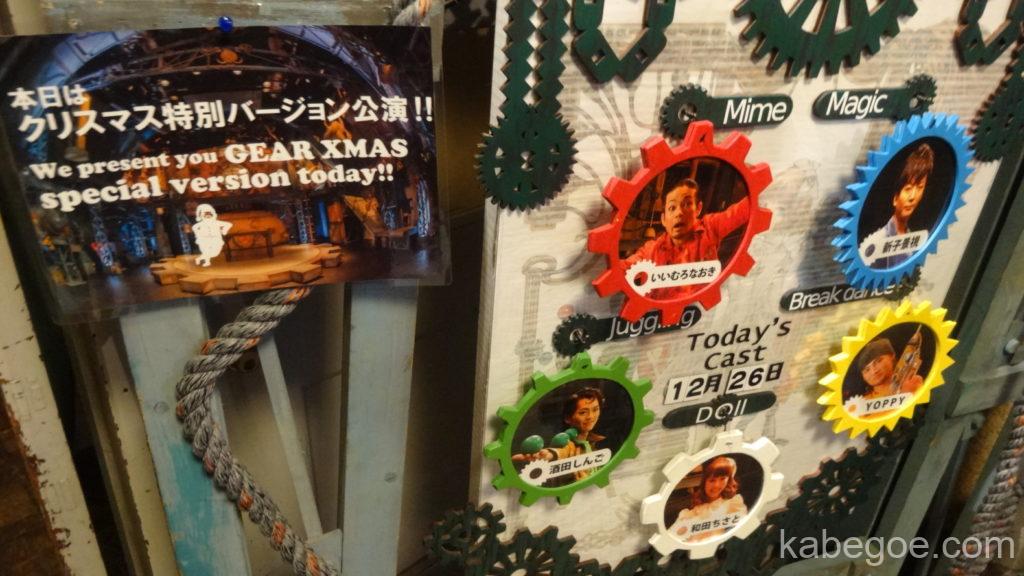 本日は
クリスマス特別バージョン公演!!
We present you GEAR XMAS
special version today!!
Mime
Magic
いいむろなおき
新子景視
Juggling
Break dance
Today's
Cast
12月26日
YOPPY
Doll
酒田しんご
和田ちさと
kabegoe.com